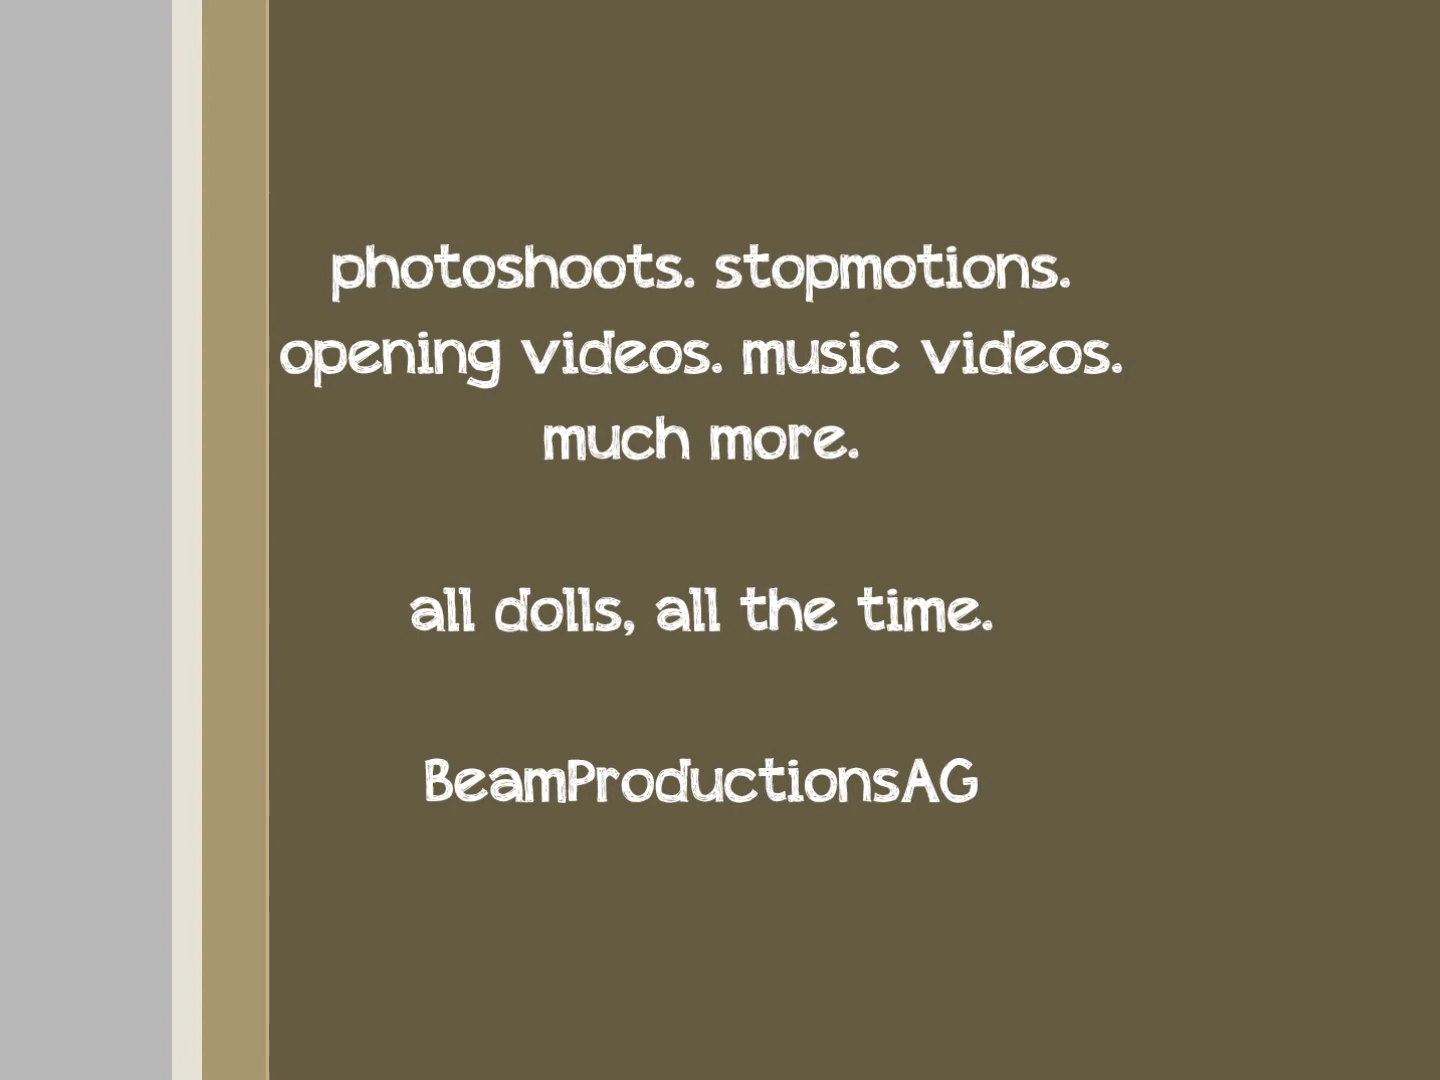 photoshoots. stopmotions.
opening videos. music videos.
much more.
all dolls, all the time.
BeamProductionsAG